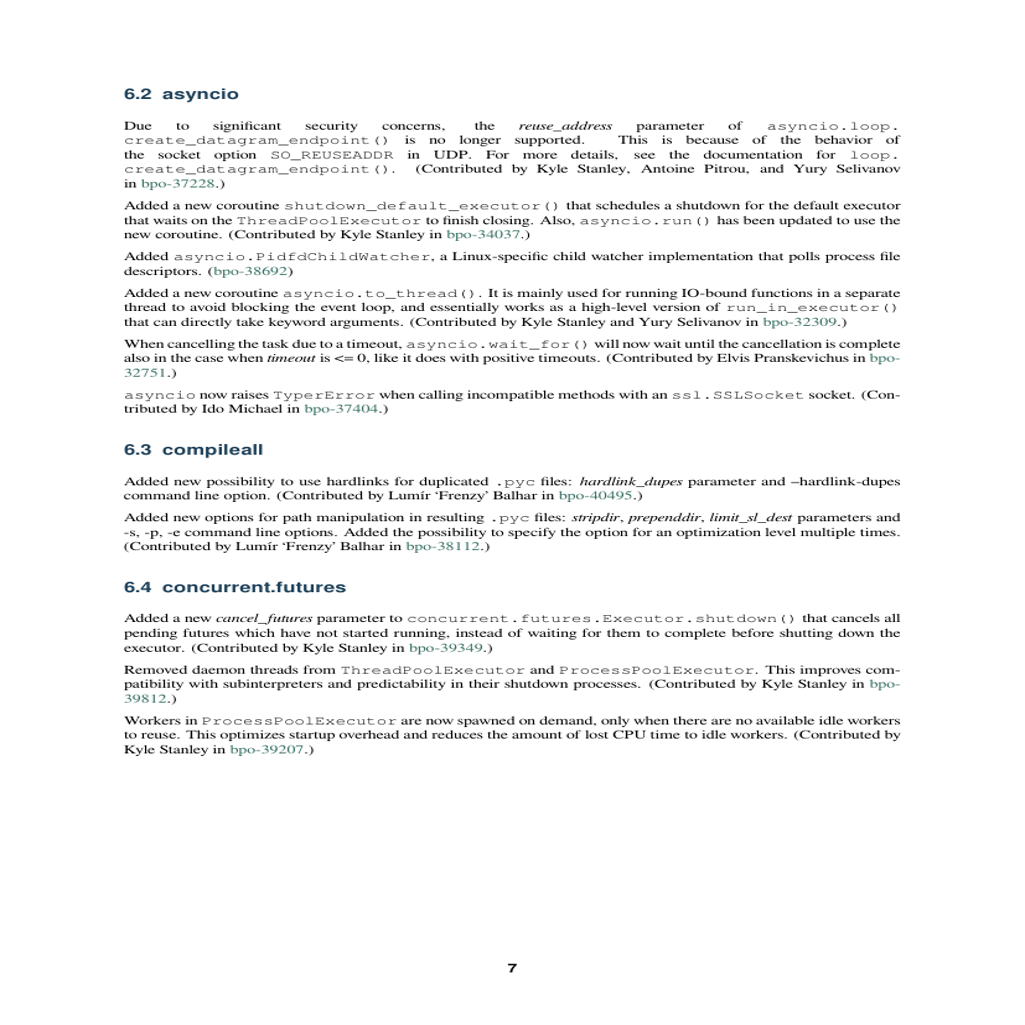 6.2 asyncio
Due to significant security concerns, the reuse_address parameter of asyncio.loop.
create_datagram_endpoint() is no longer supported. This is because of the behavior of
the socket option SO_REUSEADDR in UDP. For more details, see the documentation for loop.
create_datagram_endpoint(). (Contributed by Kyle Stanley, Antoine Pitrou, and Yury Selivanov
in bpo-37228.)
Added a new coroutine shutdown_default_executor() that schedules a shutdown for the default executor
that waits on the ThreadPoolExecutor to finish closing. Also, asyncio.run() has been updated to use the
new coroutine. (Contributed by Kyle Stanley in bpo-34037.)
Added asyncio.PidfdChildWatcher, a Linux-specific child watcher implementation that polls process file
descriptors. (bpo-38692)
Added a new coroutine asyncio.to_thread(). It is mainly used for running IO-bound functions in a separate
thread to avoid blocking the event loop, and essentially works as a high-level version of run_in_executor()
that can directly take keyword arguments. (Contributed by Kyle Stanley and Yury Selivanov in bpo-32309.)
When cancelling the task due to a timeout, asyncio.wait_for() will now wait until the cancellation is complete
also in the case when timeout is <= 0, like it does with positive timeouts. (Contributed by Elvis Pranskevichus in bpo-
32751.)
asyncio now raises TyperError when calling incompatible methods with an ssl.SSLSocket socket. (Con-
tributed by Ido Michael in bpo-37404.)
6.3 compileall
Added new possibility to use hardlinks for duplicated .pyc files: hardlink_dupes parameter and –hardlink-dupes
command line option. (Contributed by Lumír ‘Frenzy’ Balhar in bpo-40495.)
Added new options for path manipulation in resulting .pyc files: stripdir, prependdir, limit_sl_dest parameters and
-s, -p, -e command line options. Added the possibility to specify the option for an optimization level multiple times.
(Contributed by Lumír ‘Frenzy’ Balhar in bpo-38112.)
6.4 concurrent.futures
Added a new cancel_futures parameter to concurrent.futures.Executor.shutdown() that cancels all
pending futures which have not started running, instead of waiting for them to complete before shutting down the
executor. (Contributed by Kyle Stanley in bpo-39349.)
Removed daemon threads from ThreadPoolExecutor and ProcessPoolExecutor. This improves com-
patibility with subinterpreters and predictability in their shutdown processes. (Contributed by Kyle Stanley in bpo-
39812.)
Workers in ProcessPoolExecutor are now spawned on demand, only when there are no available idle workers
to reuse. This optimizes startup overhead and reduces the amount of lost CPU time to idle workers. (Contributed by
Kyle Stanley in bpo-39207.)
7